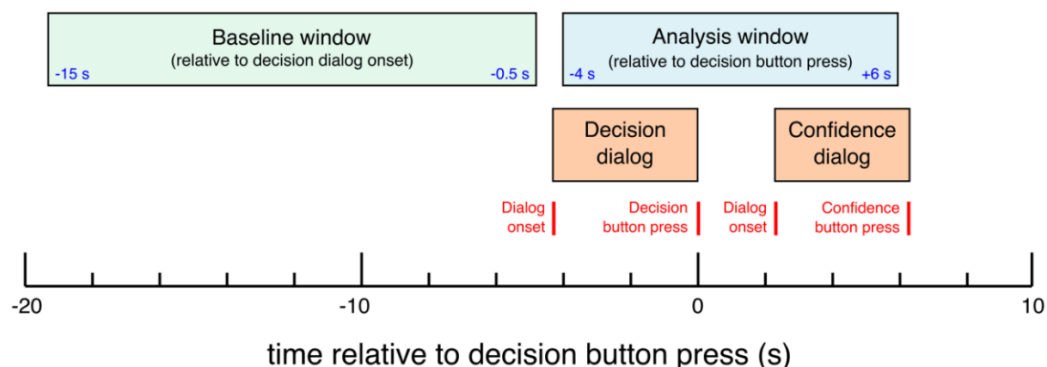 Baseline window
(relative to decision dialog onset)
-15 s
-0.5 s
Analysis window
(relative to decision button press)
-4 s
+6 s
Decision
dialog
Confidence
dialog
Dialog
onset
Decision
button press
Dialog
onset
Confidence
button press
-20
-10
0
10
time relative to decision button press (s)